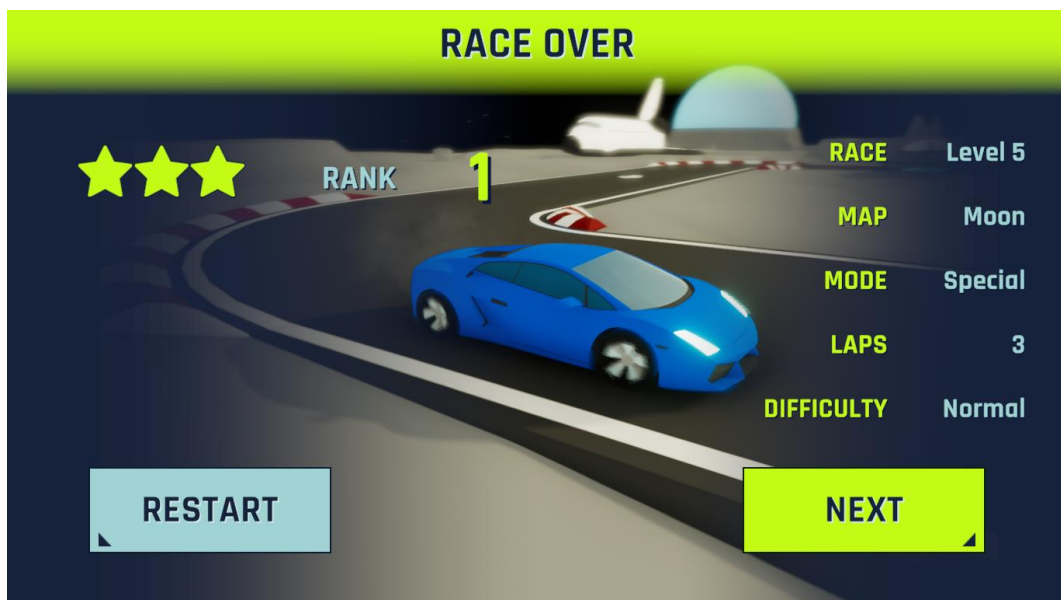 RACE OVER
RANK 1
RACE Level 5
MAP Moon
MODE Special
LAPS 3
DIFFICULTY Normal
RESTART
NEXT